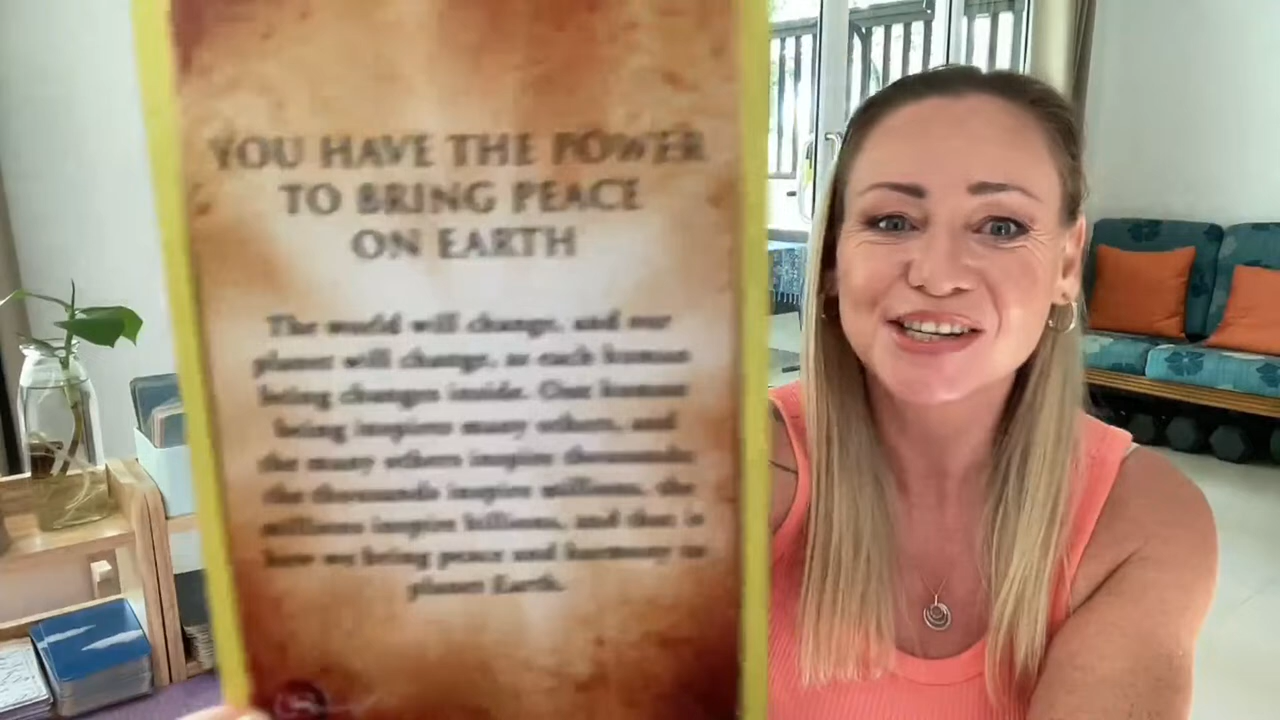 YOU HAVE THE POWER
TO BRING PEACE
ON EARTH
The world will change, and our
planet will change, as each human
being changes inside. One human
being inspires many others, and
the many others inspire thousands,
the thousands inspire millions, the
millions inspire billions, and that is
how we bring peace and harmony to
planet Earth.